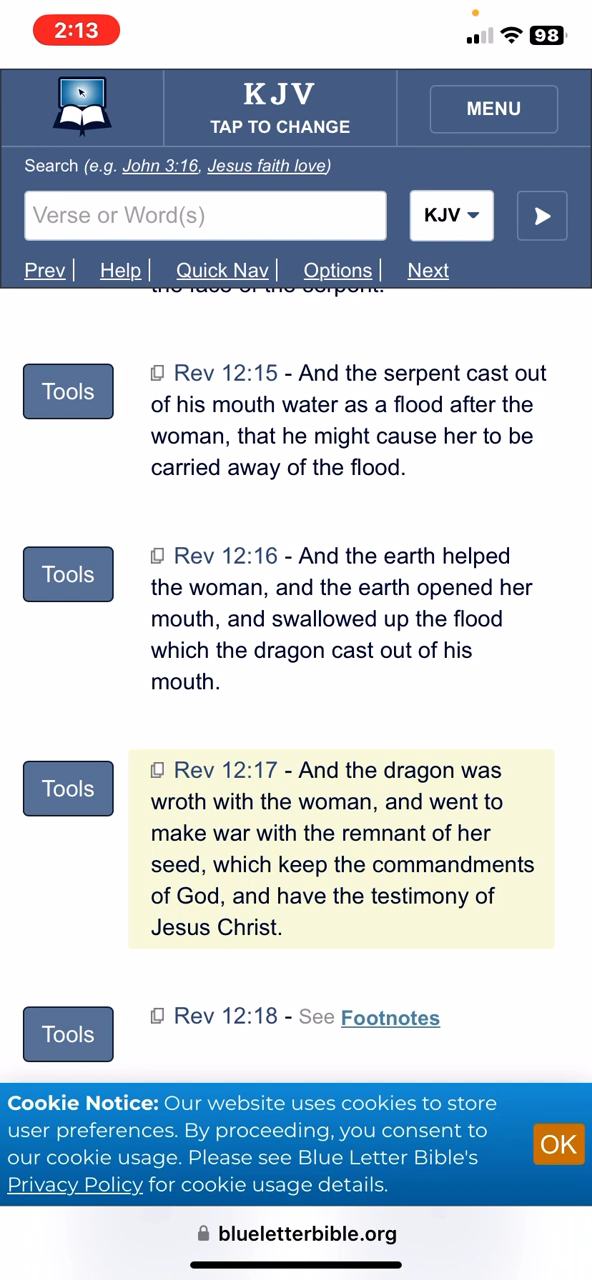 2:13
98
KJV
TAP TO CHANGE
MENU
Search (e.g. John 3:16, Jesus faith love)
Verse or Word(s)
KJV
Prev | Help | Quick Nav | Options | Next
the face of the serpent.
Tools
Rev 12:15 - And the serpent cast out
of his mouth water as a flood after the
woman, that he might cause her to be
carried away of the flood.
Tools
Rev 12:16 - And the earth helped
the woman, and the earth opened her
mouth, and swallowed up the flood
which the dragon cast out of his
mouth.
Tools
Rev 12:17 - And the dragon was
wroth with the woman, and went to
make war with the remnant of her
seed, which keep the commandments
of God, and have the testimony of
Jesus Christ.
Tools
Rev 12:18 - See Footnotes
Cookie Notice: Our website uses cookies to store
user preferences. By proceeding, you consent to
our cookie usage. Please see Blue Letter Bible's
Privacy Policy for cookie usage details.
OK
blueletterbible.org